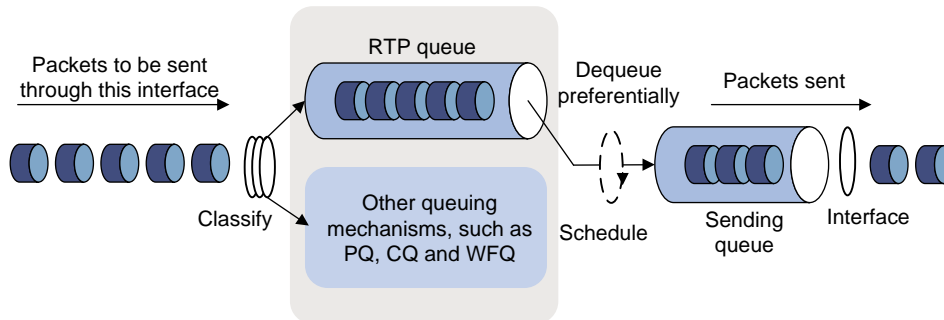 Packets to be sent
through this interface
Classify
RTP queue
Other queuing
mechanisms, such as
PQ, CQ and WFQ
Dequeue
preferentially
Schedule
Packets sent
Sending
queue
Interface